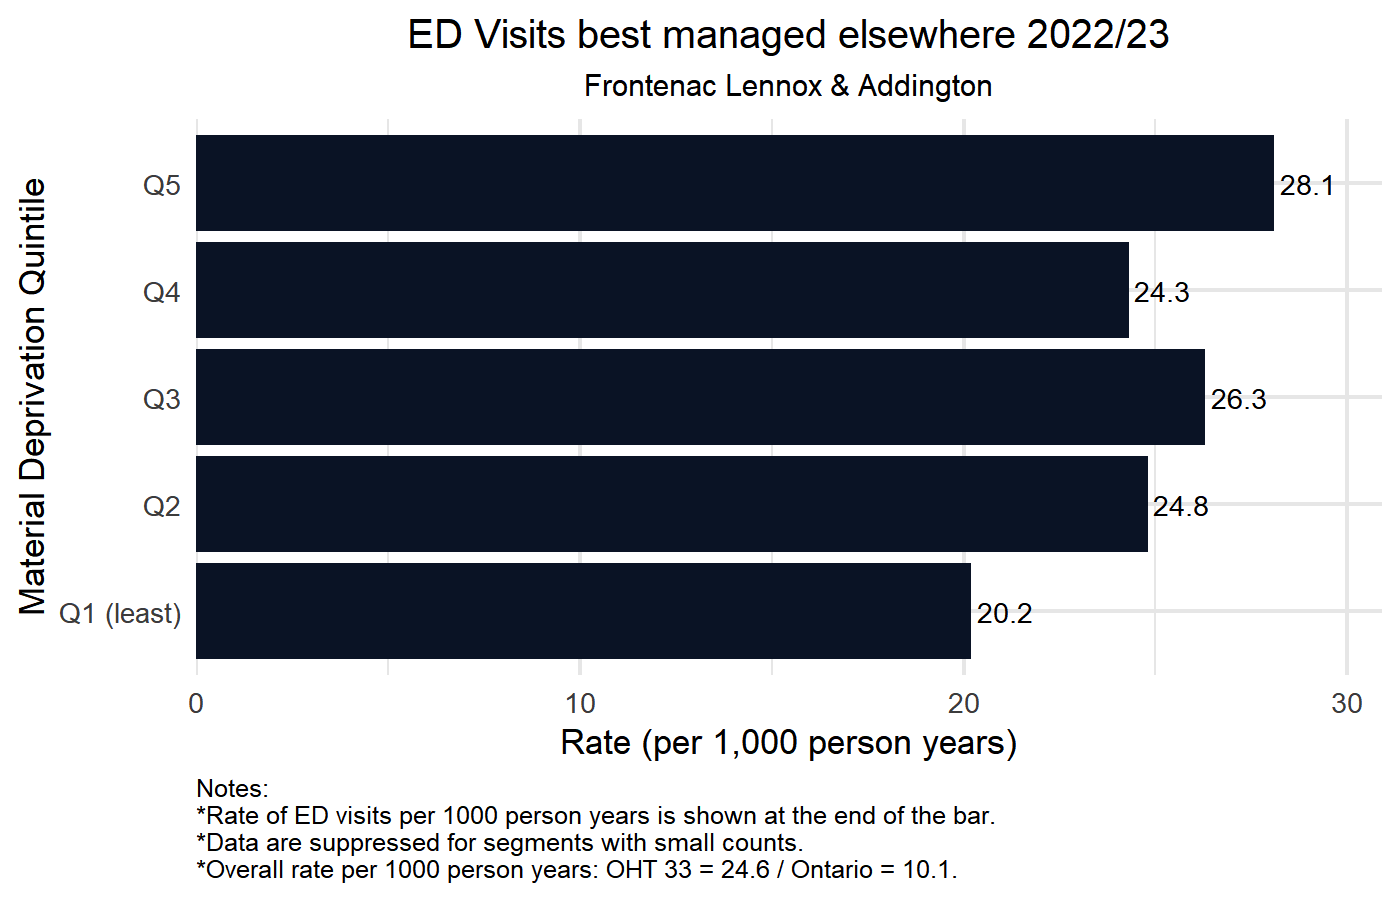 ED Visits best managed elsewhere 2022/23
Frontenac Lennox & Addington
Material Deprivation Quintile
Q5
28.1
Q4
24.3
Q3
26.3
Q2
24.8
Q1 (least)
20.2
0
10
20
30
Rate (per 1,000 person years)
Notes:
*Rate of ED visits per 1000 person years is shown at the end of the bar.
*Data are suppressed for segments with small counts.
*Overall rate per 1000 person years: OHT 33 = 24.6 / Ontario = 10.1.